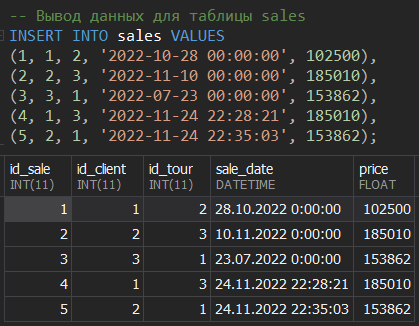 -- Вывод данных для таблицы sales
INSERT INTO sales VALUES
(1, 1, 2, '2022-10-28 00:00:00', 102500),
(2, 2, 3, '2022-11-10 00:00:00', 185010),
(3, 3, 1, '2022-07-23 00:00:00', 153862),
(4, 1, 3, '2022-11-24 22:28:21', 185010),
(5, 2, 1, '2022-11-24 22:35:03', 153862);
id_sale id_client id_tour sale_date price
INT(11) INT(11) INT(11) DATETIME FLOAT
1 1 2 28.10.2022 0:00:00 102500
2 2 3 10.11.2022 0:00:00 185010
3 3 1 23.07.2022 0:00:00 153862
4 1 3 24.11.2022 22:28:21 185010
5 2 1 24.11.2022 22:35:03 153862